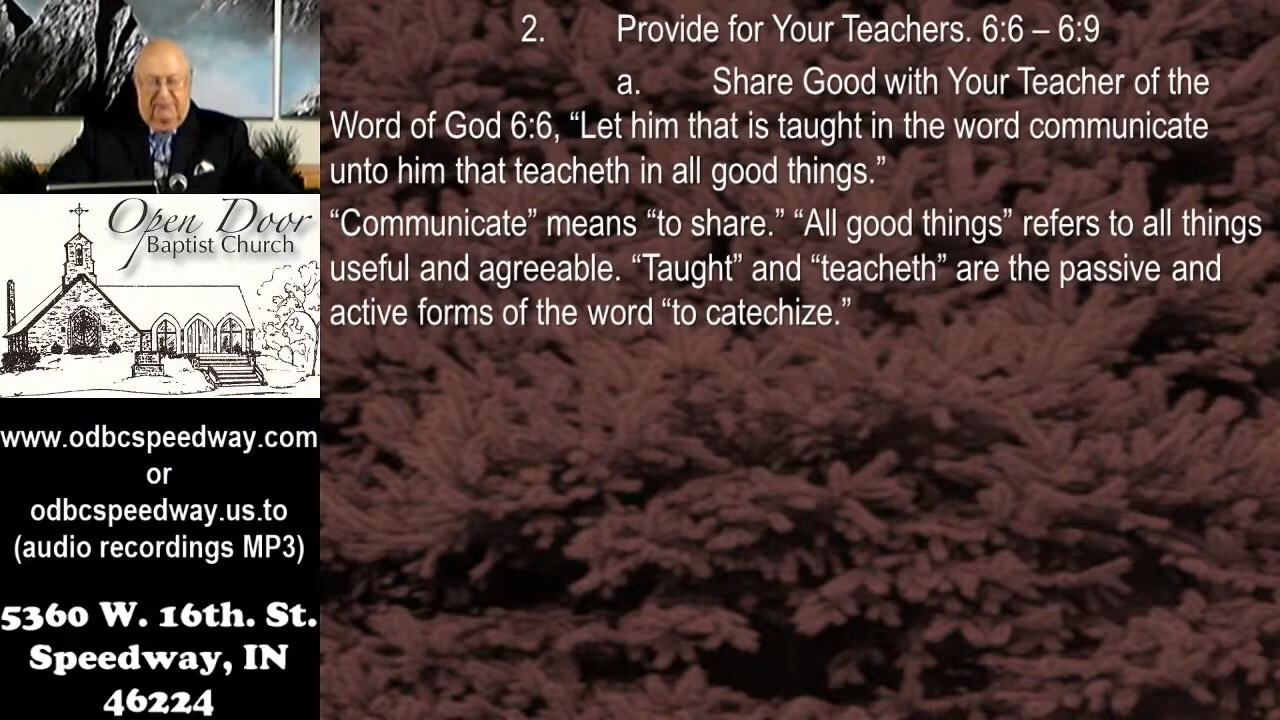 2. Provide for Your Teachers. 6:6 – 6:9
a. Share Good with Your Teacher of the
Word of God 6:6, “Let him that is taught in the word communicate
unto him that teacheth in all good things.”
“Communicate” means “to share.” “All good things” refers to all things
useful and agreeable. “Taught” and “teacheth” are the passive and
active forms of the word “to catechize.”
Open Door
Baptist Church
www.odbcspeedway.com
or
odbcspeedway.us.to
(audio recordings MP3)
5360 W. 16th. St.
Speedway, IN
46224